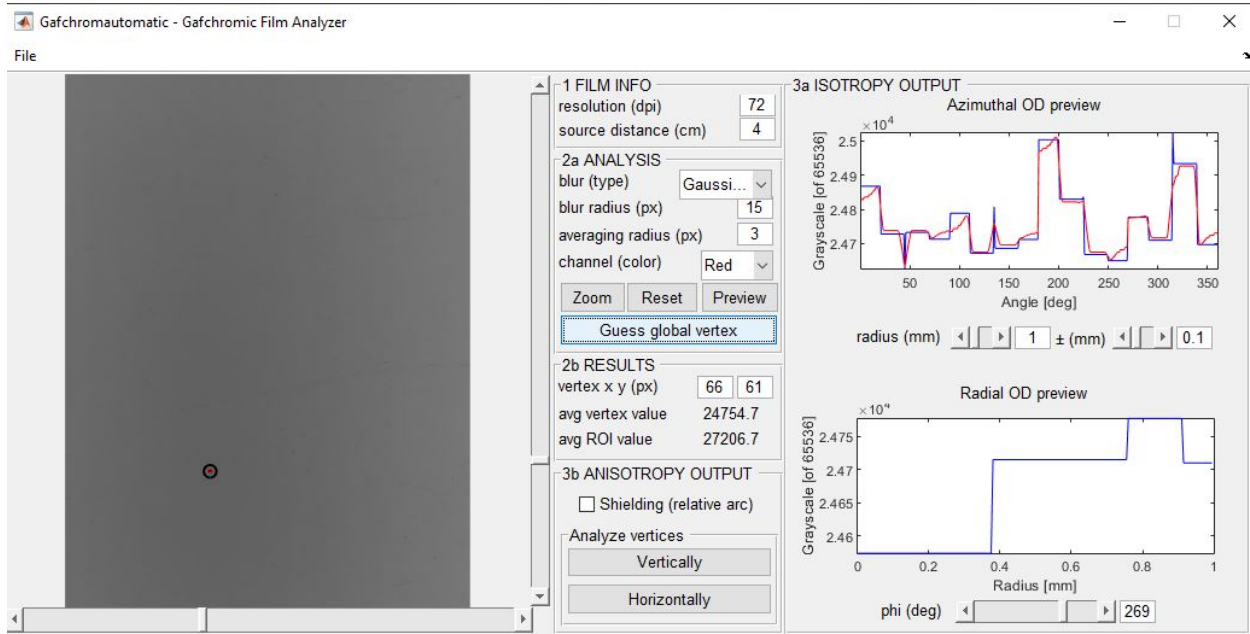 Gafchromautomatic - Gafchromic Film Analyzer
File
1 FILM INFO
resolution (dpi) 72
source distance (cm) 4
2a ANALYSIS
blur (type) Gaussi...
blur radius (px) 15
averaging radius (px) 3
channel (color) Red
Zoom Reset Preview
Guess global vertex
2b RESULTS
vertex x y (px) 66 61
avg vertex value 24754.7
avg ROI value 27206.7
3b ANISOTROPY OUTPUT
Shielding (relative arc)
Analyze vertices
Vertically
Horizontally
3a ISOTROPY OUTPUT
Azimuthal OD preview
×10^4
Grayscale [of 65536]
2.5
2.49
2.48
2.47
50 100 150 200 250 300 350
Angle [deg]
radius (mm) 1 ± (mm) 0.1
Radial OD preview
×10^4
Grayscale [of 65536]
2.475
2.47
2.465
2.46
0 0.2 0.4 0.6 0.8 1
Radius [mm]
phi (deg) 269